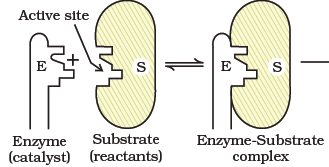 Active site
E
+
S
E
S
Enzyme
(catalyst)
Substrate
(reactants)
Enzyme-Substrate
complex